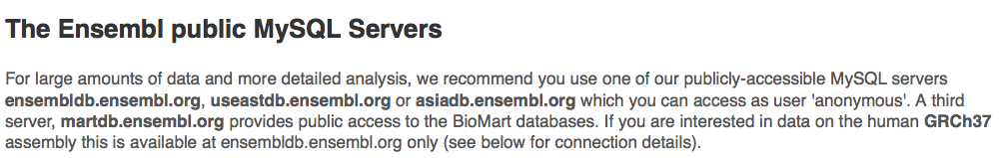 The Ensembl public MySQL Servers
For large amounts of data and more detailed analysis, we recommend you use one of our publicly-accessible MySQL servers
ensembldb.ensembl.org, useastdb.ensembl.org or asiadb.ensembl.org which you can access as user 'anonymous'. A third
server, martdb.ensembl.org provides public access to the BioMart databases. If you are interested in data on the human GRCh37
assembly this is available at ensembldb.ensembl.org only (see below for connection details).